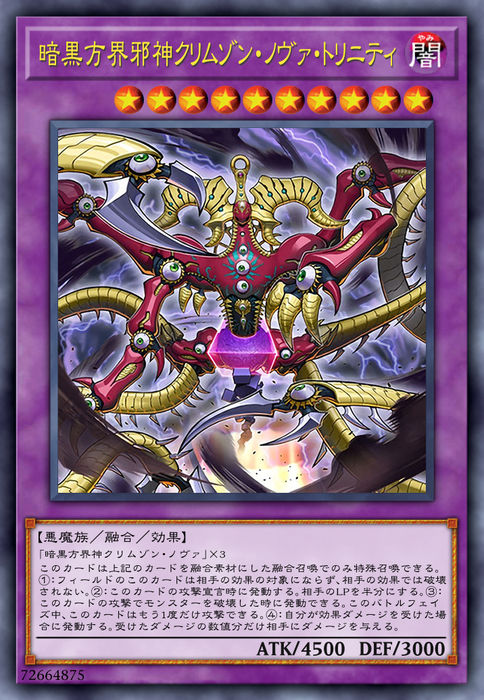 暗黒方界邪神クリムゾン・ノヴァ・トリニティ
やみ
闇
【悪魔族／融合／効果】
「暗黒方界神クリムゾン・ノヴァ」×3
このカードは上記のカードを融合素材にした融合召喚でのみ特殊召喚できる。
①:フィールドのこのカードは相手の効果の対象にならず、相手の効果では破壊
されない。②:このカードの攻撃宣言時に発動する。相手のLPを半分にする。③:
このカードの攻撃でモンスターを破壊した時に発動できる。このバトルフェイ
ズ中、このカードはもう1度だけ攻撃できる。④:自分が効果ダメージを受けた場
合に発動する。受けたダメージの数値分だけ相手にダメージを与える。
ATK/4500 DEF/3000
72664875